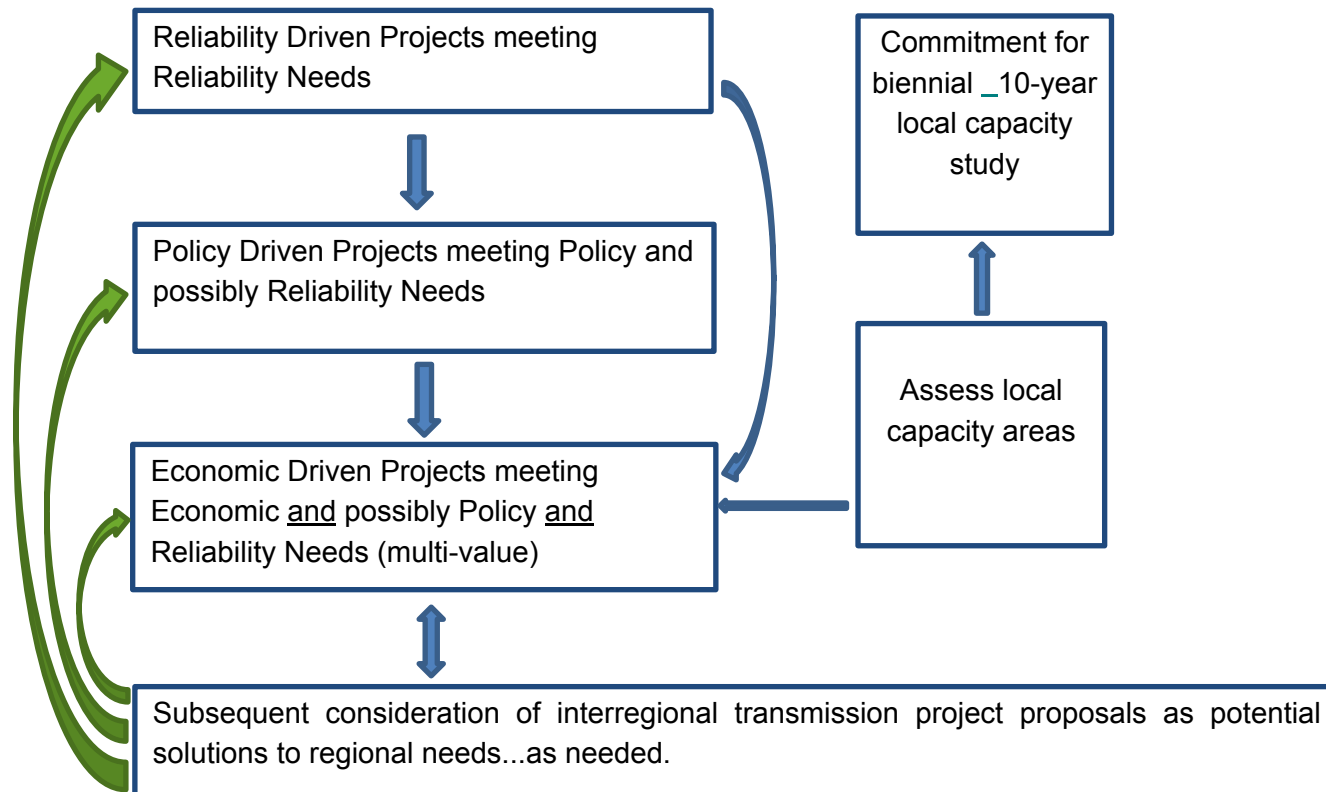 Reliability Driven Projects meeting
Reliability Needs
Commitment for
biennial _10-year
local capacity
study
Policy Driven Projects meeting Policy and
possibly Reliability Needs
Assess local
capacity areas
Economic Driven Projects meeting
Economic and possibly Policy and
Reliability Needs (multi-value)
Subsequent consideration of interregional transmission project proposals as potential
solutions to regional needs...as needed.